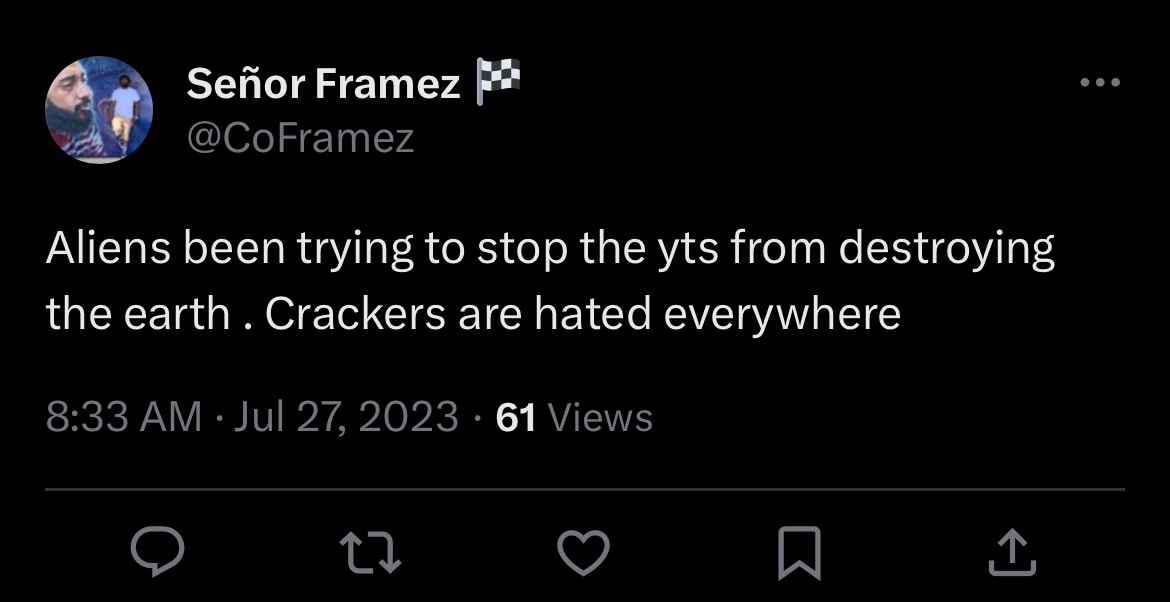 Señor Framez 🏁
@CoFramez
Aliens been trying to stop the yts from destroying
the earth . Crackers are hated everywhere
8:33 AM · Jul 27, 2023 · 61 Views